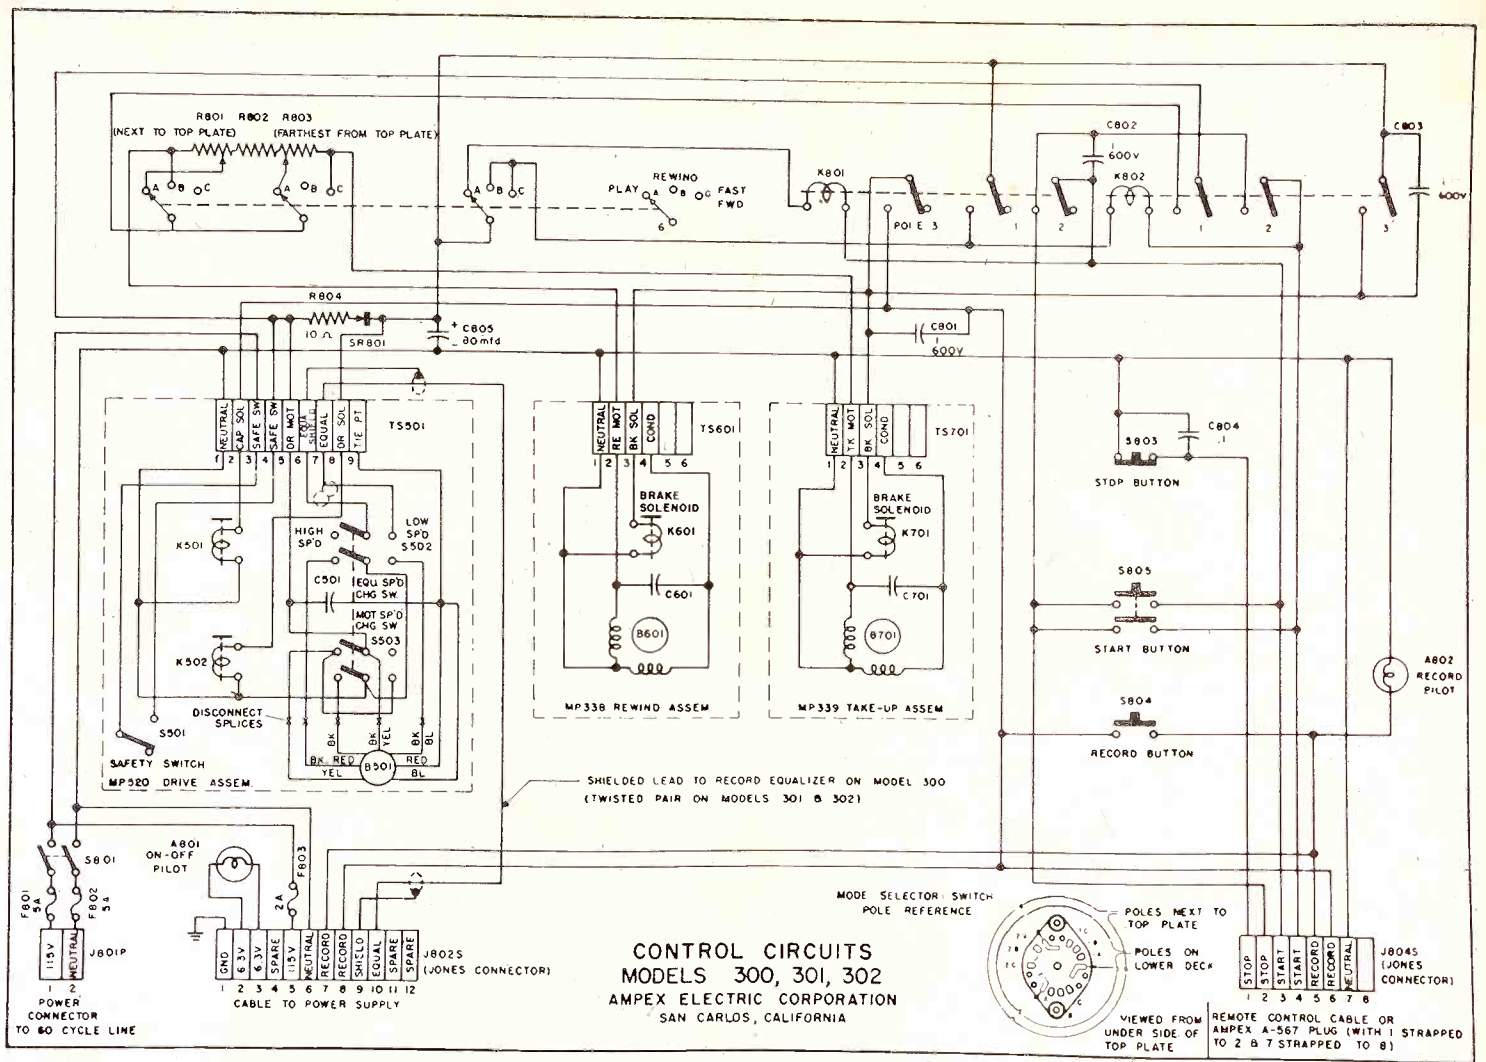 R801 R802 R803
(NEXT TO TOP PLATE) (FARTHEST FROM TOP PLATE)
A B C
A B C
A B C
PLAY A
REWIND
B
C FAST
FWD
6
K801
POLE 3
1
2
C802
1
600V
K802
1
2
3
C803
1
600V
R804
10 Ω
SR801
+ C805
- 80mfd
C801
1
600V
NEUTRAL
CAP SOL
SAFE SW
SAFE SW
DR MOT
EQUA SHIELD
EQUAL
DR SOL
TIE PT
TS501
1 2 3 4 5 6 7 8 9
NEUTRAL
RE MOT
BK SOL
COND
TS601
1 2 3 4 5 6
NEUTRAL
TK MOT
BK SOL
COND
TS701
1 2 3 4 5 6
C804
.1
S803
STOP BUTTON
K501
HIGH
SP'D
LOW
SP'D
S502
C501
EQU SP'D
CHG SW.
MOT SP'D
CHG SW
S503
K502
DISCONNECT
SPLICES
S501
SAFETY SWITCH
MP520 DRIVE ASSEM.
BK
BK
YEL
BK
BL
BK RED
YEL
B501
RED
BL
BRAKE
SOLENOID
K601
C601
B601
MP338 REWIND ASSEM
BRAKE
SOLENOID
K701
C701
B701
MP339 TAKE-UP ASSEM
S805
START BUTTON
S804
RECORD BUTTON
A802
RECORD
PILOT
SHIELDED LEAD TO RECORD EQUALIZER ON MODEL 300
(TWISTED PAIR ON MODELS 301 & 302)
S801
F801
5A
F802
5A
115V
NEUTRAL
J801P
1 2
POWER
CONNECTOR
TO 60 CYCLE LINE
A801
ON-OFF
PILOT
F803
2A
GND
6.3V
6.3V
SPARE
115V
NEUTRAL
RECORD
RECORD
SHIELD
EQUAL
SPARE
SPARE
J802S
(JONES CONNECTOR)
1 2 3 4 5 6 7 8 9 10 11 12
CABLE TO POWER SUPPLY
CONTROL CIRCUITS
MODELS 300, 301, 302
AMPEX ELECTRIC CORPORATION
SAN CARLOS, CALIFORNIA
MODE SELECTOR SWITCH
POLE REFERENCE
POLES NEXT TO
TOP PLATE
POLES ON
LOWER DECK
VIEWED FROM
UNDER SIDE OF
TOP PLATE
STOP
STOP
START
START
RECORD
RECORD
NEUTRAL
J804S
(JONES
CONNECTOR)
1 2 3 4 5 6 7 8
REMOTE CONTROL CABLE OR
AMPEX A-567 PLUG (WITH 1 STRAPPED
TO 2 & 7 STRAPPED TO 8)